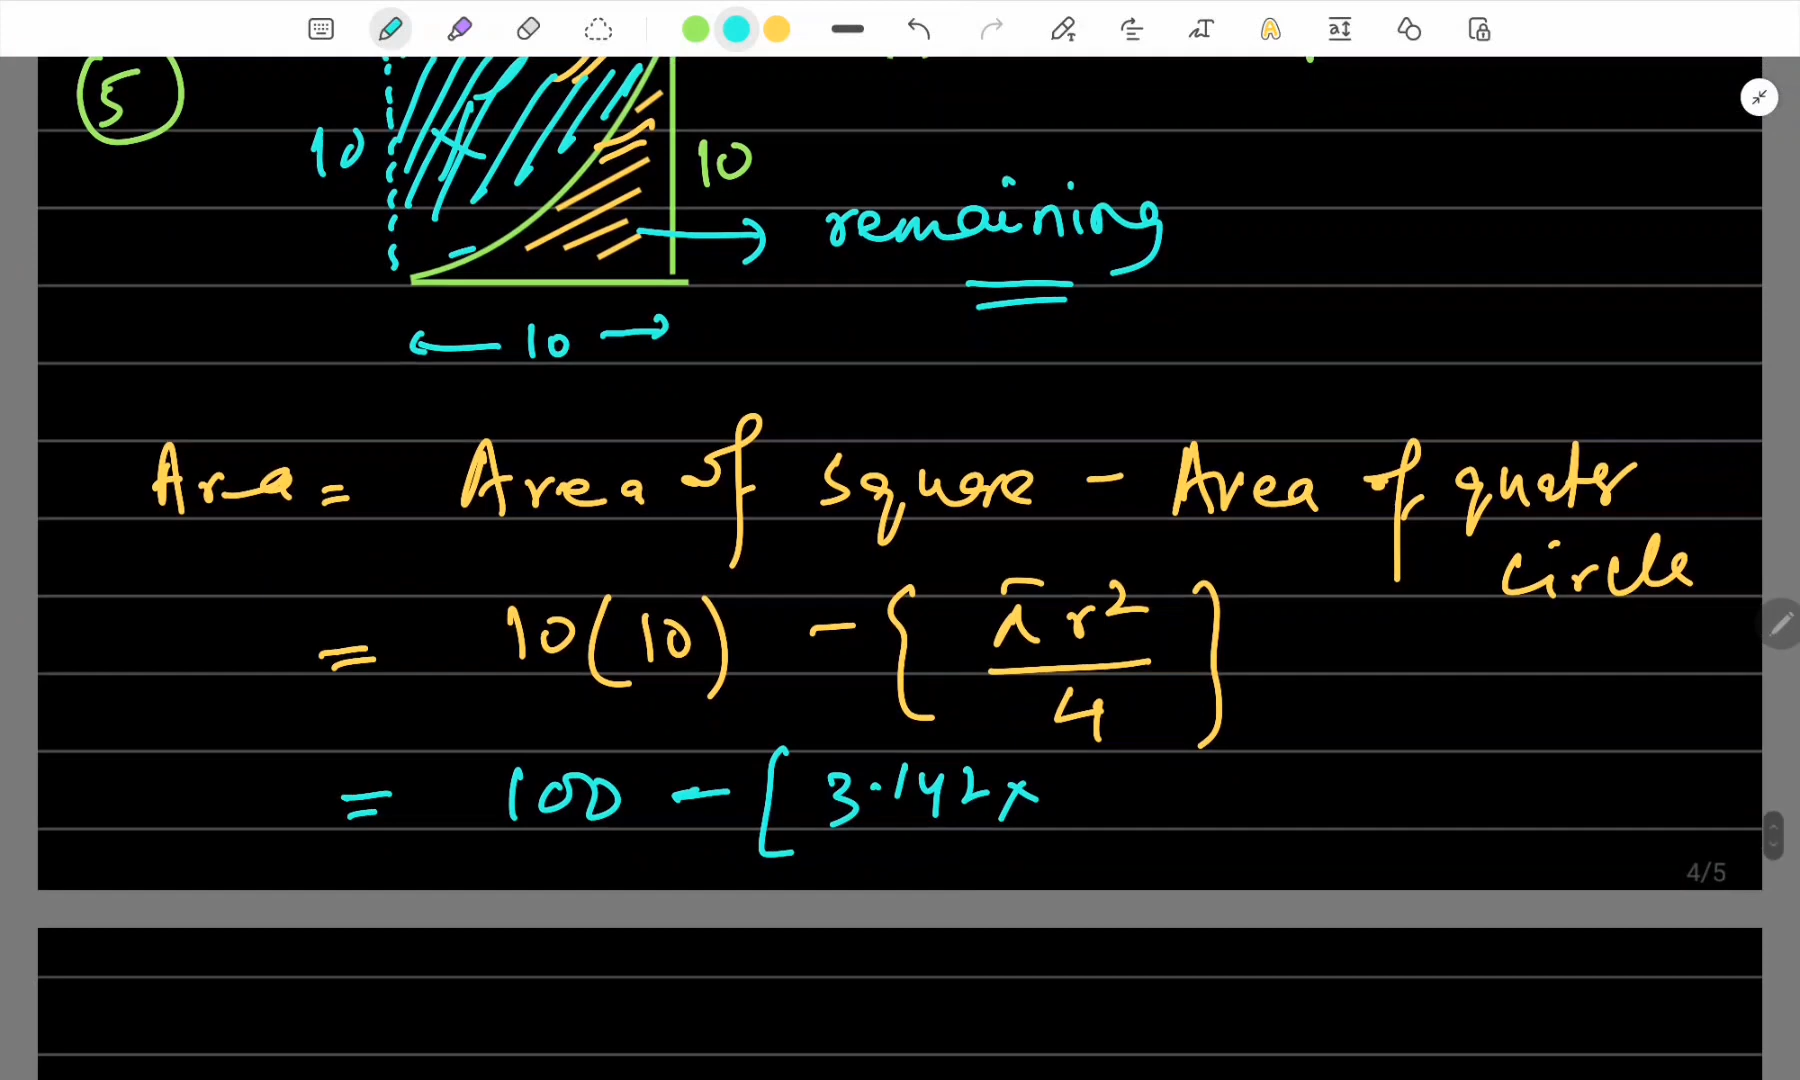 5
10
10
remaining
10
Area = Area of square - Area of quater
circle
= 10(10) - { π r² / 4 }
= 100 - [ 3.142 x
4/5